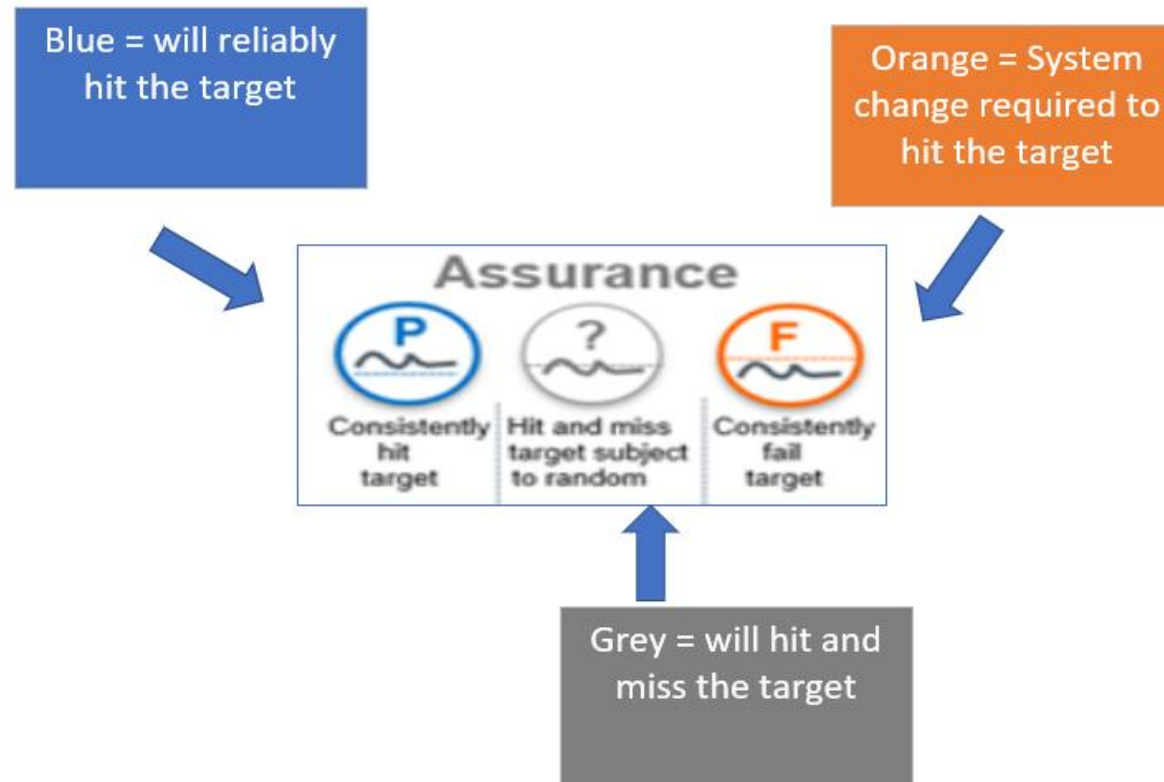 Blue = will reliably
hit the target
Orange = System
change required to
hit the target
Assurance
P
?
F
Consistently
hit
target
Hit and miss
target subject
to random
Consistently
fail
target
Grey = will hit and
miss the target